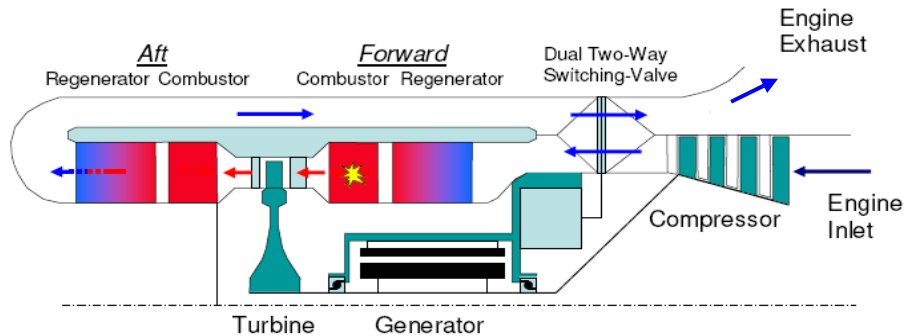 Aft
Regenerator Combustor
Forward
Combustor Regenerator
Dual Two-Way
Switching-Valve
Engine
Exhaust
Compressor
Engine
Inlet
Turbine
Generator